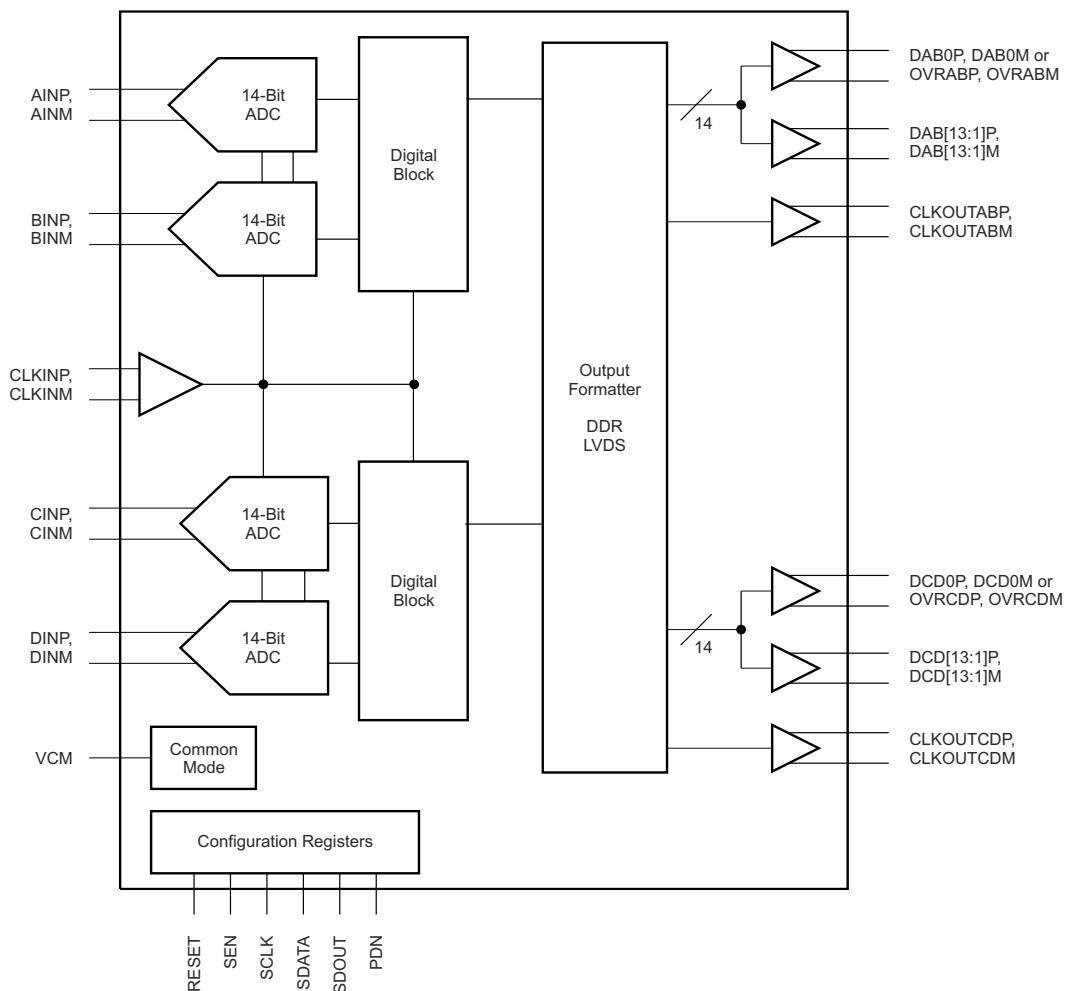 AINP,
AINM
14-Bit
ADC
BINP,
BINM
14-Bit
ADC
Digital
Block
CLKINP,
CLKINM
CINP,
CINM
14-Bit
ADC
DINP,
DINM
14-Bit
ADC
Digital
Block
VCM
Common
Mode
Configuration Registers
RESET
SEN
SCLK
SDATA
SDOUT
PDN
Output
Formatter
DDR
LVDS
14
DAB0P, DAB0M or
OVRABP, OVRABM
DAB[13:1]P,
DAB[13:1]M
CLKOUTABP,
CLKOUTABM
14
DCD0P, DCD0M or
OVRCDP, OVRCDM
DCD[13:1]P,
DCD[13:1]M
CLKOUTCDP,
CLKOUTCDM